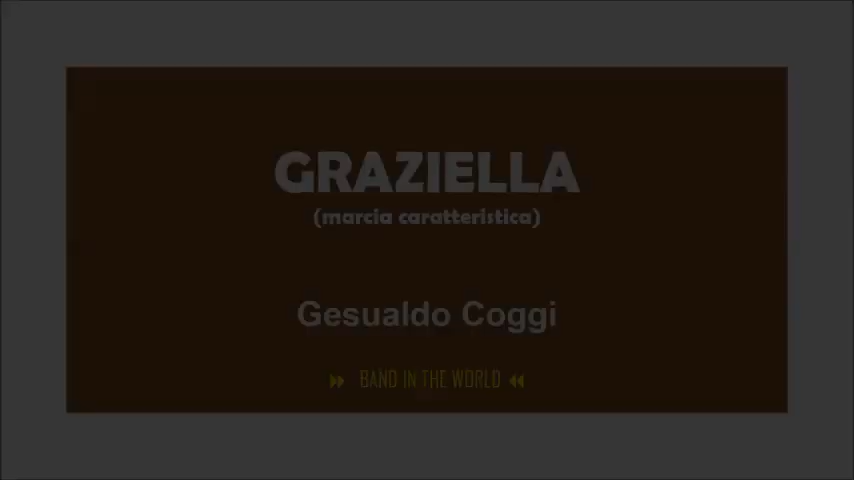 GRAZIELLA
(marcia caratteristica)
Gesualdo Coggi
BAND IN THE WORLD